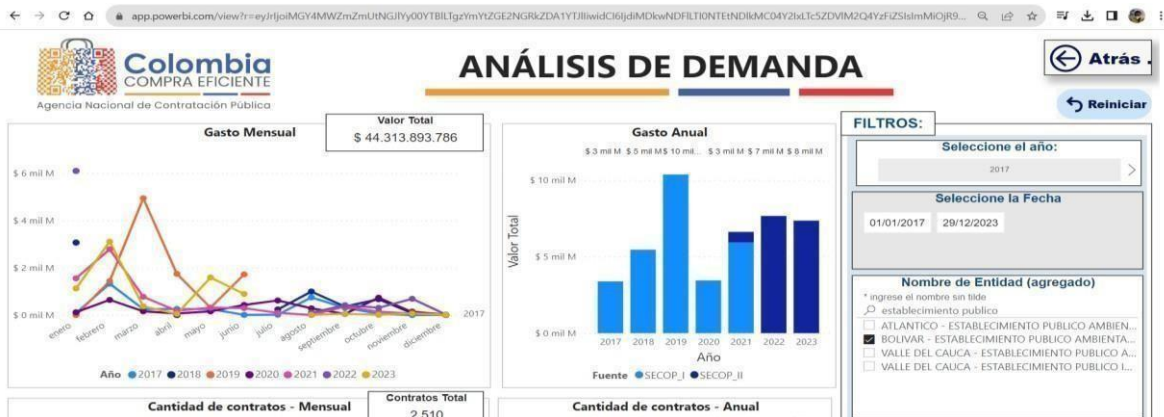 app.powerbi.com/view?r=
Colombia
COMPRA EFICIENTE
Agencia Nacional de Contratación Pública
ANÁLISIS DE DEMANDA
Atrás .
Reiniciar
Gasto Mensual
Valor Total
$ 44.313.893.786
$ 6 mil M
$ 4 mil M
$ 2 mil M
$ 0 mil M
2017
enero febrero marzo abril mayo junio julio agosto septiembre octubre noviembre diciembre
Año 2017 2018 2019 2020 2021 2022 2023
Gasto Anual
$ 3 mil M $ 5 mil M $ 10 mil... $ 3 mil M $ 7 mil M $ 8 mil M
$ 10 mil M
$ 5 mil M
$ 0 mil M
Valor Total
2017 2018 2019 2020 2021 2022 2023
Año
Fuente SECOP_I SECOP_II
FILTROS:
Seleccione el año:
2017
Seleccione la Fecha
01/01/2017 29/12/2023
Nombre de Entidad (agregado)
* ingrese el nombre sin tilde
establecimiento publico
ATLANTICO - ESTABLECIMIENTO PUBLICO AMBIEN...
BOLIVAR - ESTABLECIMIENTO PUBLICO AMBIENTA...
VALLE DEL CAUCA - ESTABLECIMIENTO PUBLICO A...
VALLE DEL CAUCA - ESTABLECIMIENTO PUBLICO I...
Cantidad de contratos - Mensual
Contratos Total
2.510
Cantidad de contratos - Anual